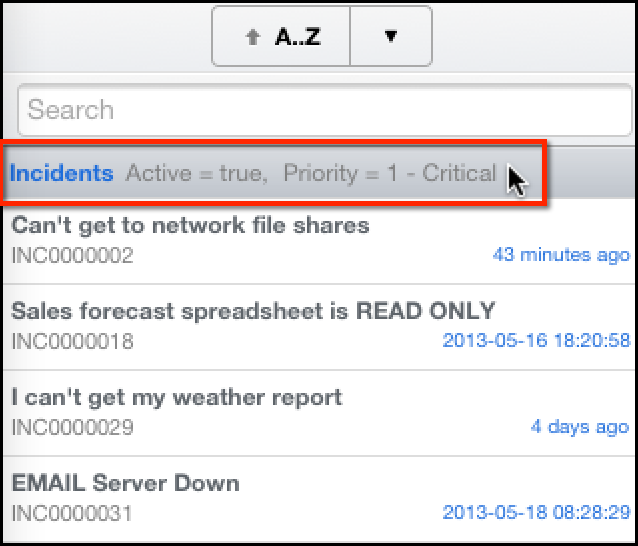 A..Z
Search
Incidents Active = true, Priority = 1 - Critical
Can't get to network file shares
INC0000002 43 minutes ago
Sales forecast spreadsheet is READ ONLY
INC0000018 2013-05-16 18:20:58
I can't get my weather report
INC0000029 4 days ago
EMAIL Server Down
INC0000031 2013-05-18 08:28:29